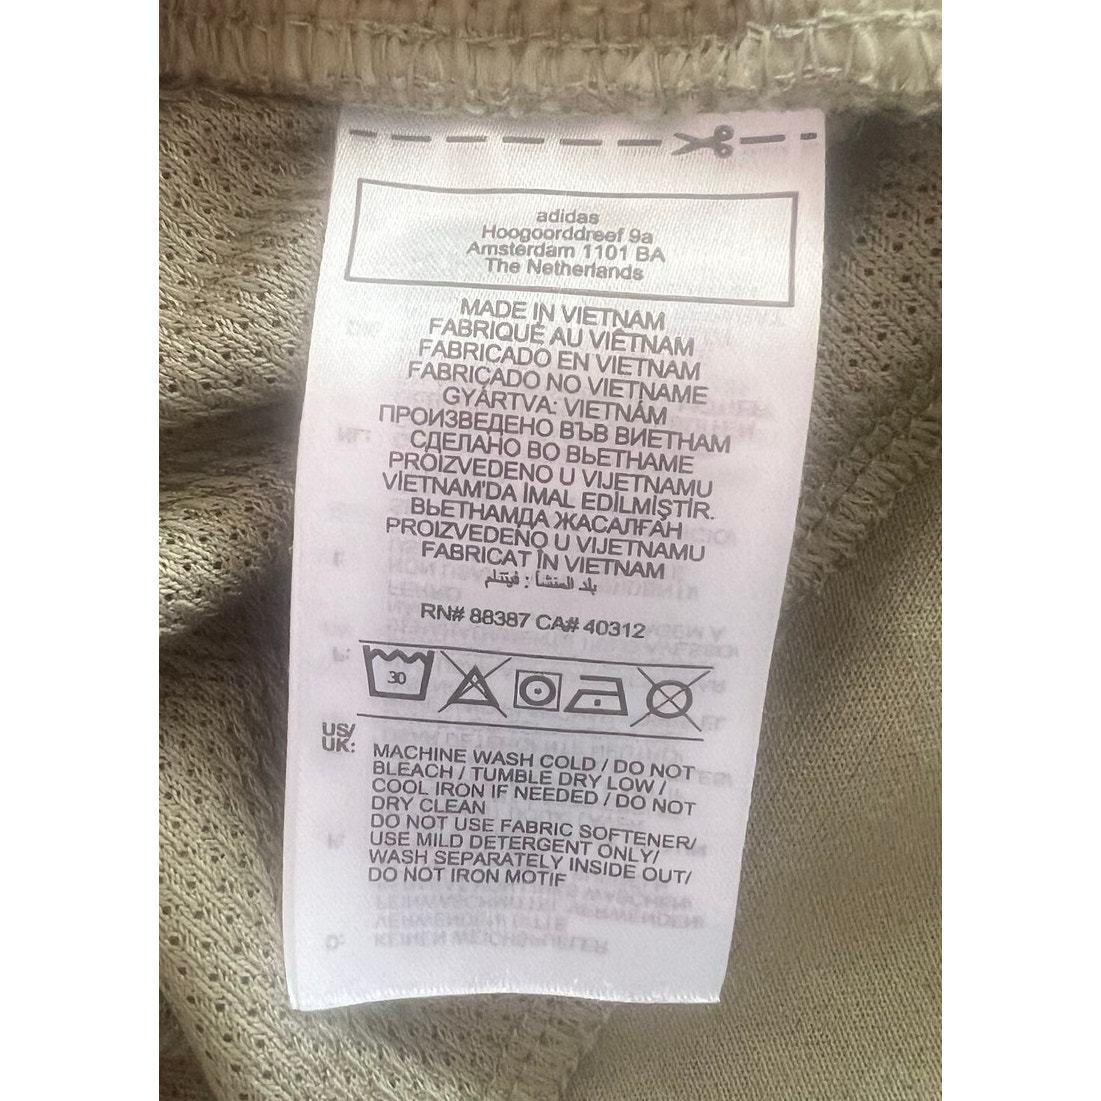 adidas
Hoogoorddreef 9a
Amsterdam 1101 BA
The Netherlands
MADE IN VIETNAM
FABRIQUÉ AU VIETNAM
FABRICADO EN VIETNAM
FABRICADO NO VIETNAME
GYÁRTVA: VIETNÁM
ПРОИЗВЕДЕНО ВЪВ ВИЕТНАМ
СДЕЛАНО ВО ВЬЕТНАМЕ
PROIZVEDENO U VIJETNAMU
VIETNAM'DA İMAL EDİLMİŞTİR.
ВЬЕТНАМДА ЖАСАЛҒАН
PROIZVEDENO U VIJETNAMU
FABRICAT ÎN VIETNAM
بلد المنشأ : فيتنام
RN# 88387 CA# 40312
30
US/
UK:
MACHINE WASH COLD / DO NOT
BLEACH / TUMBLE DRY LOW /
COOL IRON IF NEEDED / DO NOT
DRY CLEAN
DO NOT USE FABRIC SOFTENER/
USE MILD DETERGENT ONLY/
WASH SEPARATELY INSIDE OUT/
DO NOT IRON MOTIF